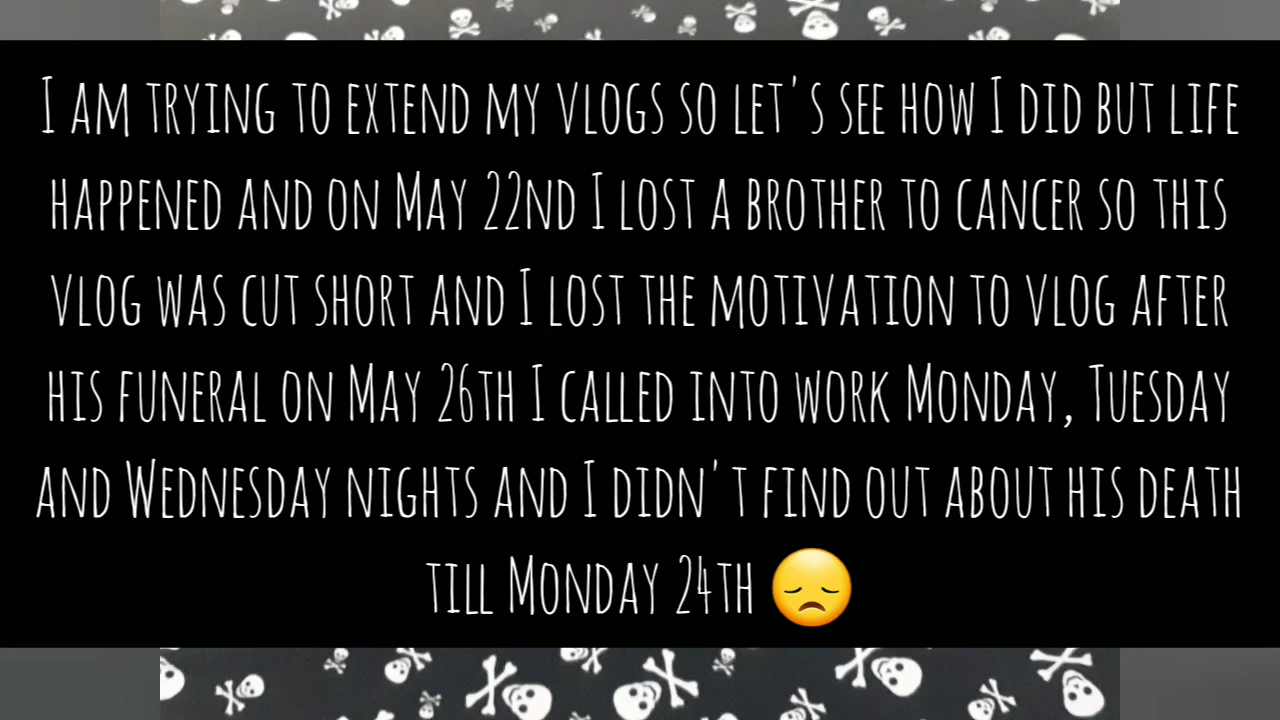 I am trying to extend my vlogs so let's see how I did but life
happened and on May 22nd I lost a brother to cancer so this
vlog was cut short and I lost the motivation to vlog after
his funeral on May 26th I called into work Monday, Tuesday
and Wednesday nights and I didn't find out about his death
till Monday 24th 😞